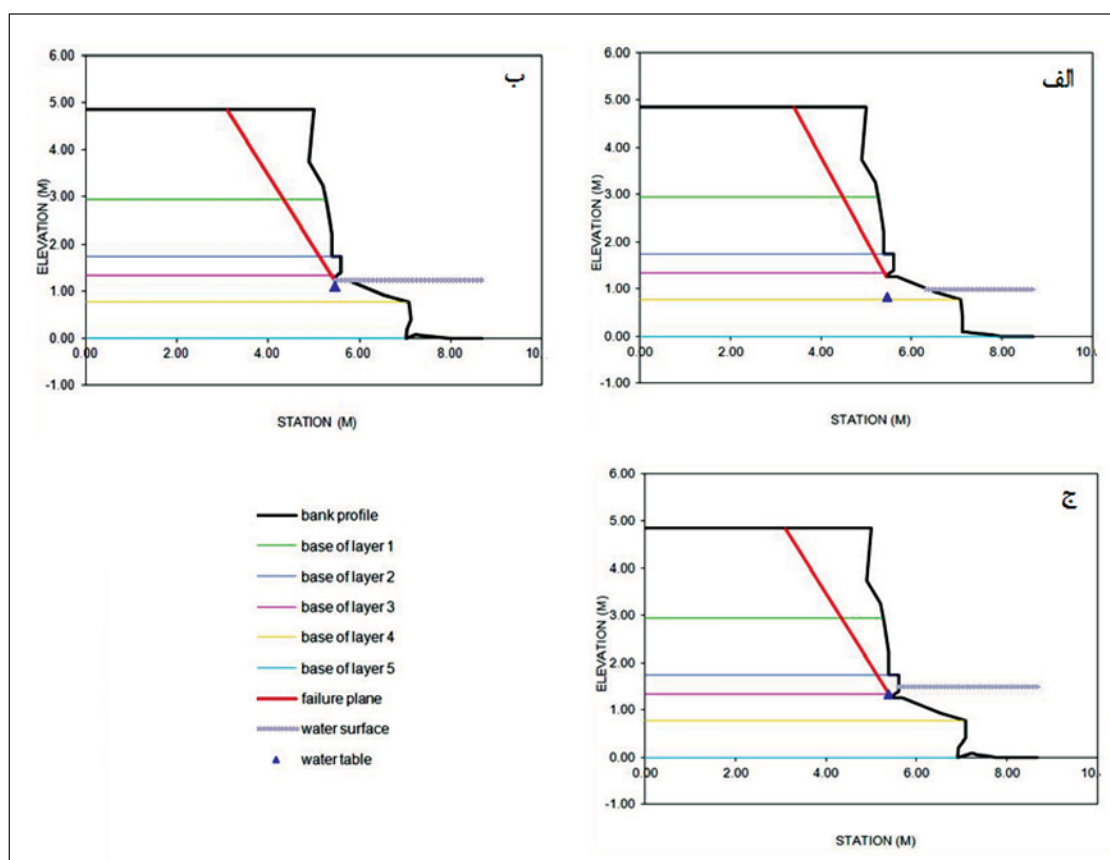 الف
6.00
5.00
4.00
3.00
2.00
1.00
0.00
-1.00
ELEVATION (M)
0.00 2.00 4.00 6.00 8.00 10.
STATION (M)
ب
6.00
5.00
4.00
3.00
2.00
1.00
0.00
-1.00
ELEVATION (M)
0.00 2.00 4.00 6.00 8.00 10.
STATION (M)
ج
6.00
5.00
4.00
3.00
2.00
1.00
0.00
-1.00
ELEVATION (M)
0.00 2.00 4.00 6.00 8.00 10.
STATION (M)
bank profile
base of layer 1
base of layer 2
base of layer 3
base of layer 4
base of layer 5
failure plane
water surface
water table